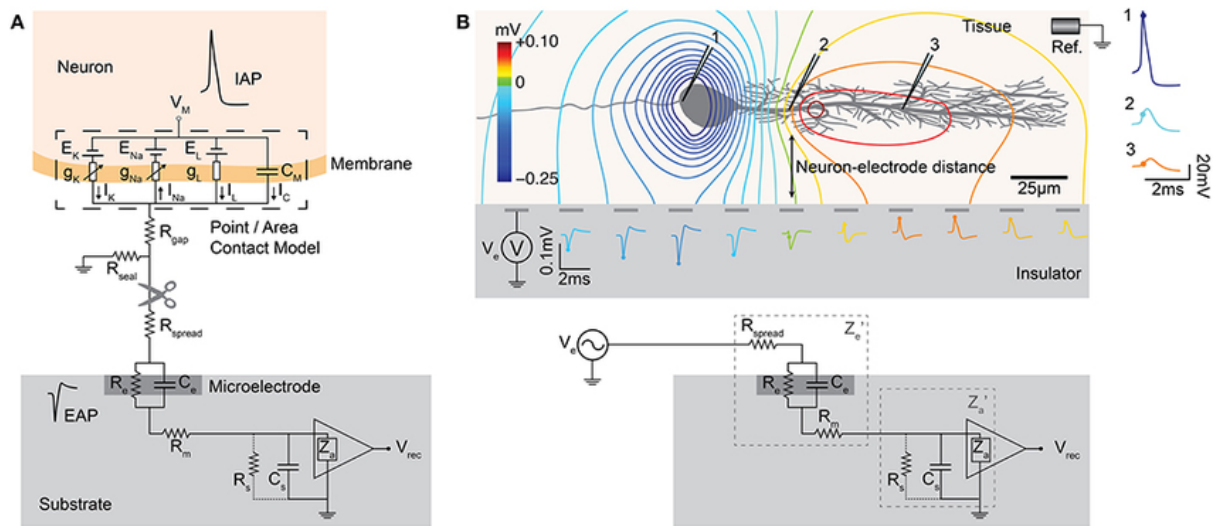 A
Neuron
IAP
V_M
E_K
E_Na
E_L
g_K
g_Na
g_L
C_M
Membrane
I_K
I_Na
I_L
I_C
R_gap
Point / Area
Contact Model
R_seal
R_spread
R_e
C_e
Microelectrode
EAP
R_m
R_s
C_s
Z_a
V_rec
Substrate
B
mV
+0.10
0
−0.25
1
2
3
Tissue
Ref.
Neuron-electrode distance
25µm
V_e
V
0.1mV
2ms
Insulator
1
2
3
20mV
2ms
V_e
R_spread
Z_e'
R_e
C_e
R_m
Z_a'
R_s
C_s
Z_a
V_rec